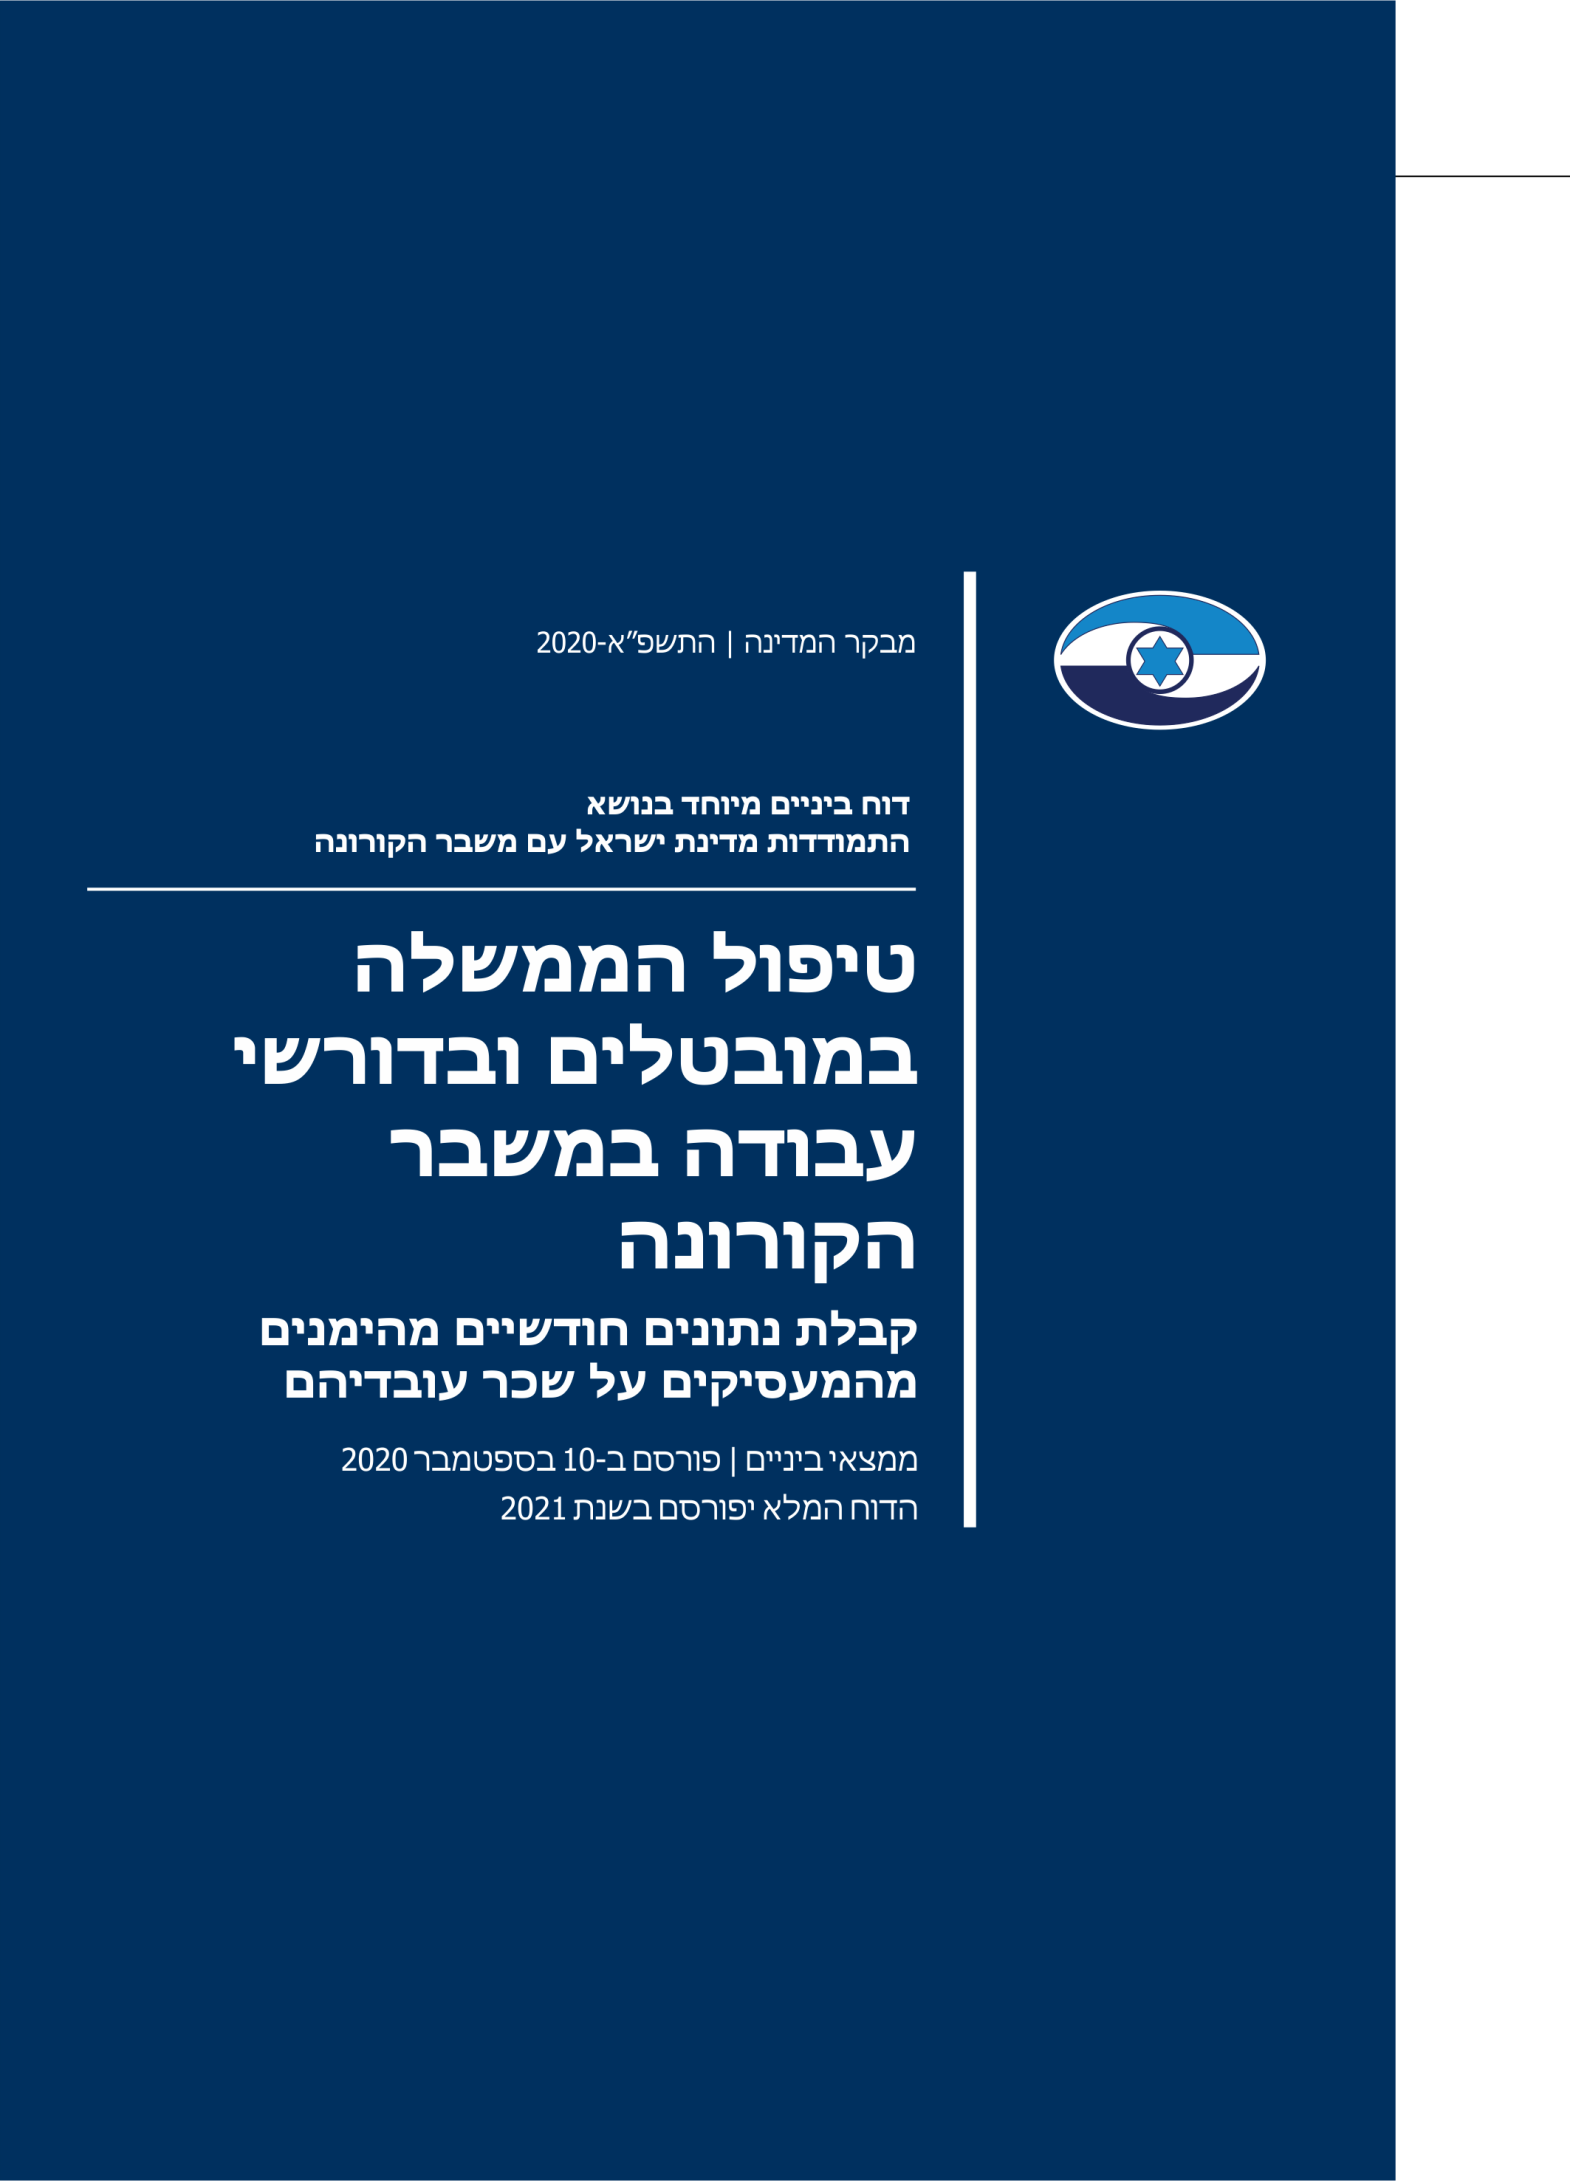 מבקר המדינה | התשפ"א-2020
דוח ביניים מיוחד בנושא
התמודדות מדינת ישראל עם משבר הקורונה
טיפול הממשלה
במובטלים ובדורשי
עבודה במשבר
הקורונה
קבלת נתונים חודשיים מהימנים
מהמעסיקים על שכר עובדיהם
ממצאי ביניים | פורסם ב-10 בספטמבר 2020
הדוח המלא יפורסם בשנת 2021